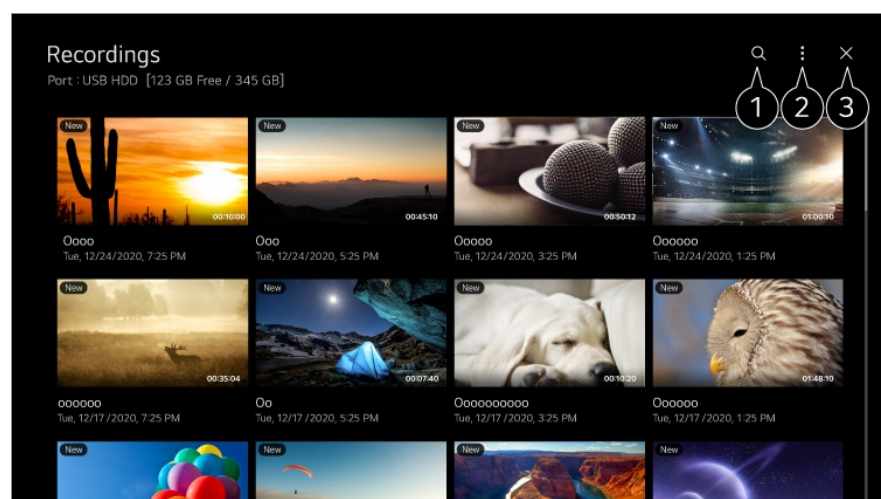 Recordings
Port : USB HDD [123 GB Free / 345 GB]
1 2 3
New New New New
00:10:00 00:45:10 00:50:12 01:00:10
Oooo Ooo Ooooo Oooooo
Tue, 12/24/2020, 7:25 PM Tue, 12/24/2020, 5:25 PM Tue, 12/24/2020, 3:25 PM Tue, 12/24/2020, 1:25 PM
New New New New
00:35:04 00:07:40 00:10:20 01:48:10
oooooo Oo Oooooooooo Oooooo
Tue, 12/17 /2020, 7:25 PM Tue, 12/17 /2020, 5:25 PM Tue, 12/17 /2020, 3:25 PM Tue, 12/17 /2020, 1:25 PM
New New New New